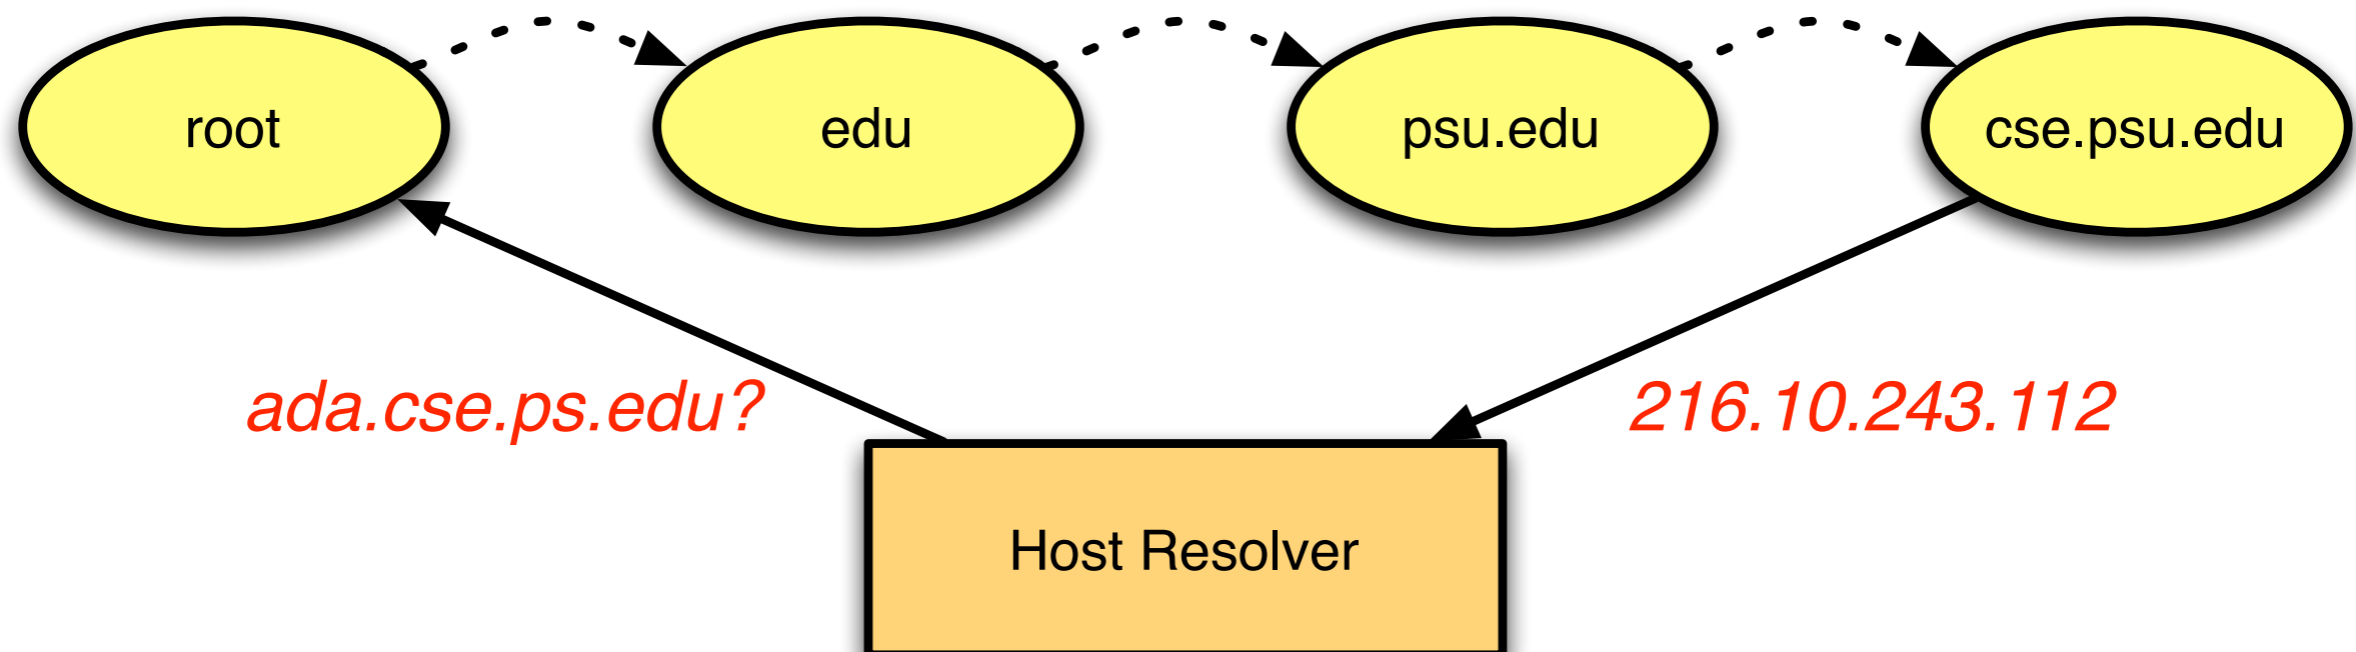 root
edu
psu.edu
cse.psu.edu
ada.cse.ps.edu?
216.10.243.112
Host Resolver